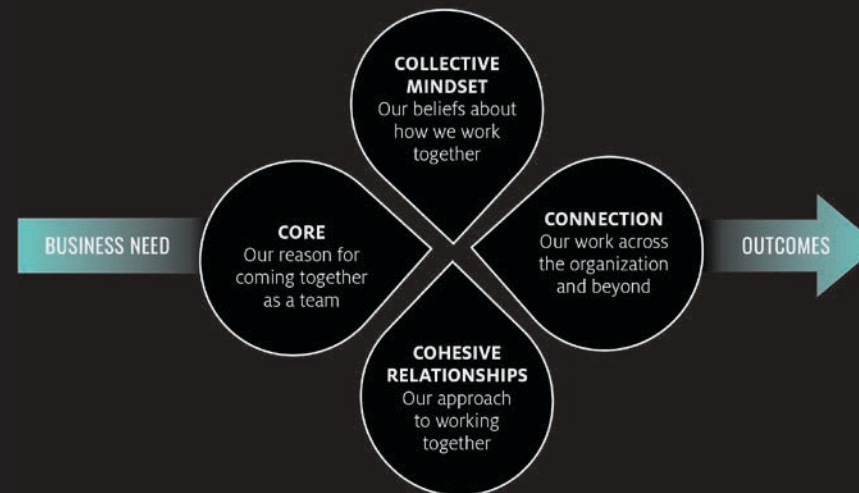 COLLECTIVE
MINDSET
Our beliefs about
how we work
together
BUSINESS NEED
CORE
Our reason for
coming together
as a team
CONNECTION
Our work across
the organization
and beyond
OUTCOMES
COHESIVE
RELATIONSHIPS
Our approach
to working
together